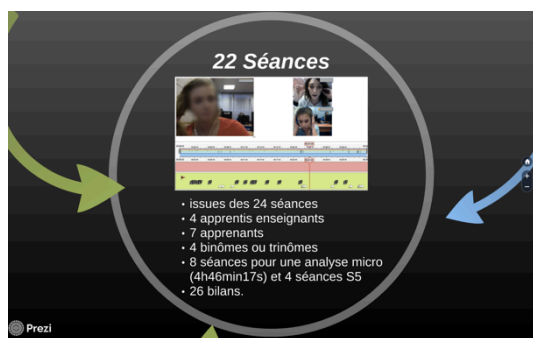 22 Séances
• issues des 24 séances
• 4 apprentis enseignants
• 7 apprenants
• 4 binômes ou trinômes
• 8 séances pour une analyse micro
(4h46min17s) et 4 séances S5
• 26 bilans.
Prezi